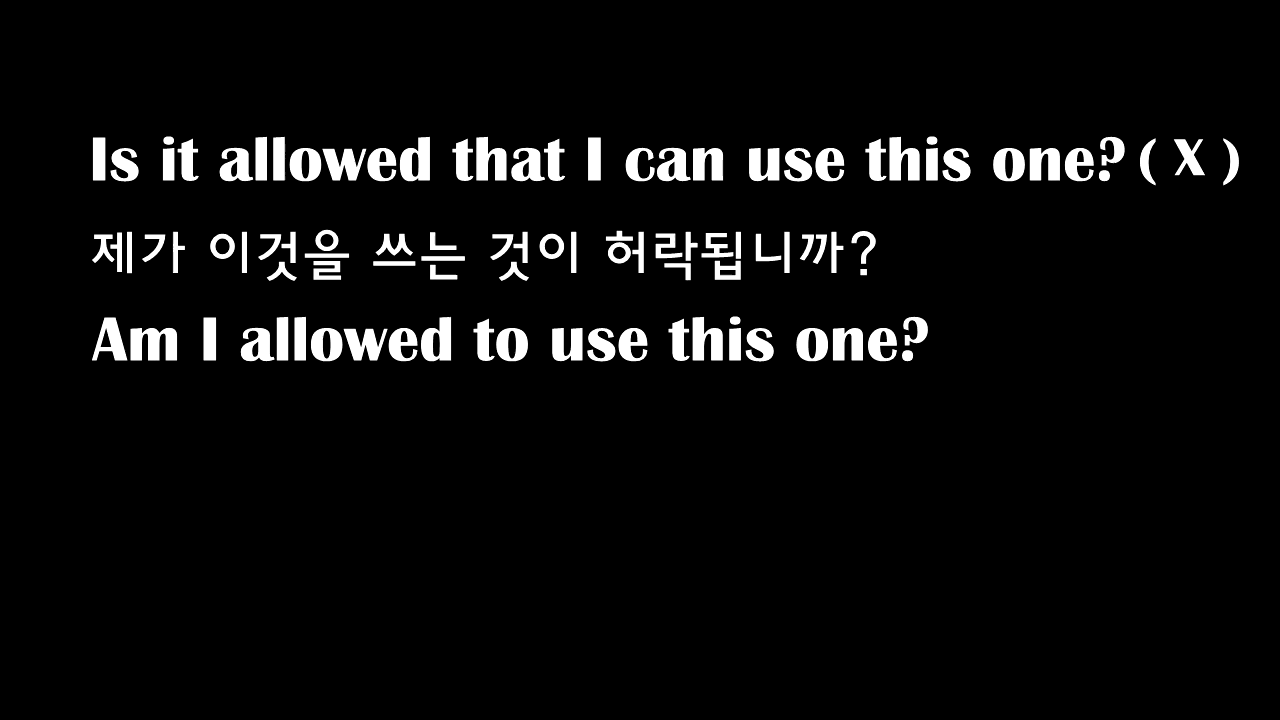 Is it allowed that I can use this one? ( X )
제가 이것을 쓰는 것이 허락됩니까?
Am I allowed to use this one?